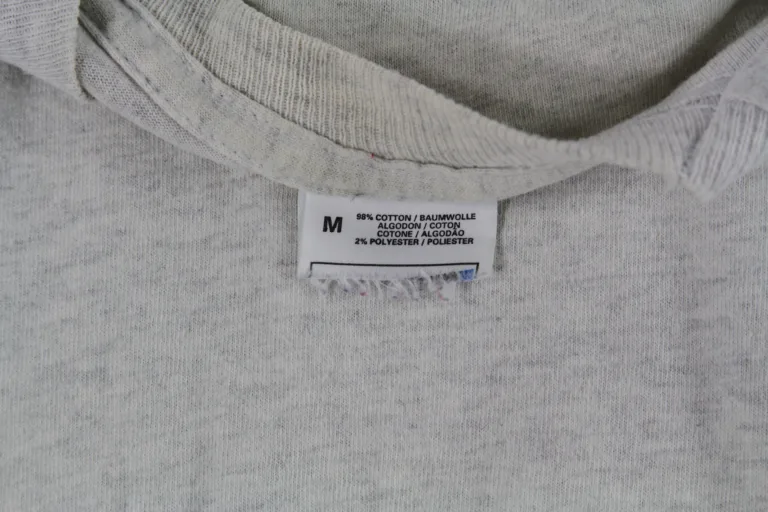 M
98% COTTON / BAUMWOLLE
ALGODON / COTON
COTONE / ALGODÃO
2% POLYESTER / POLIESTER